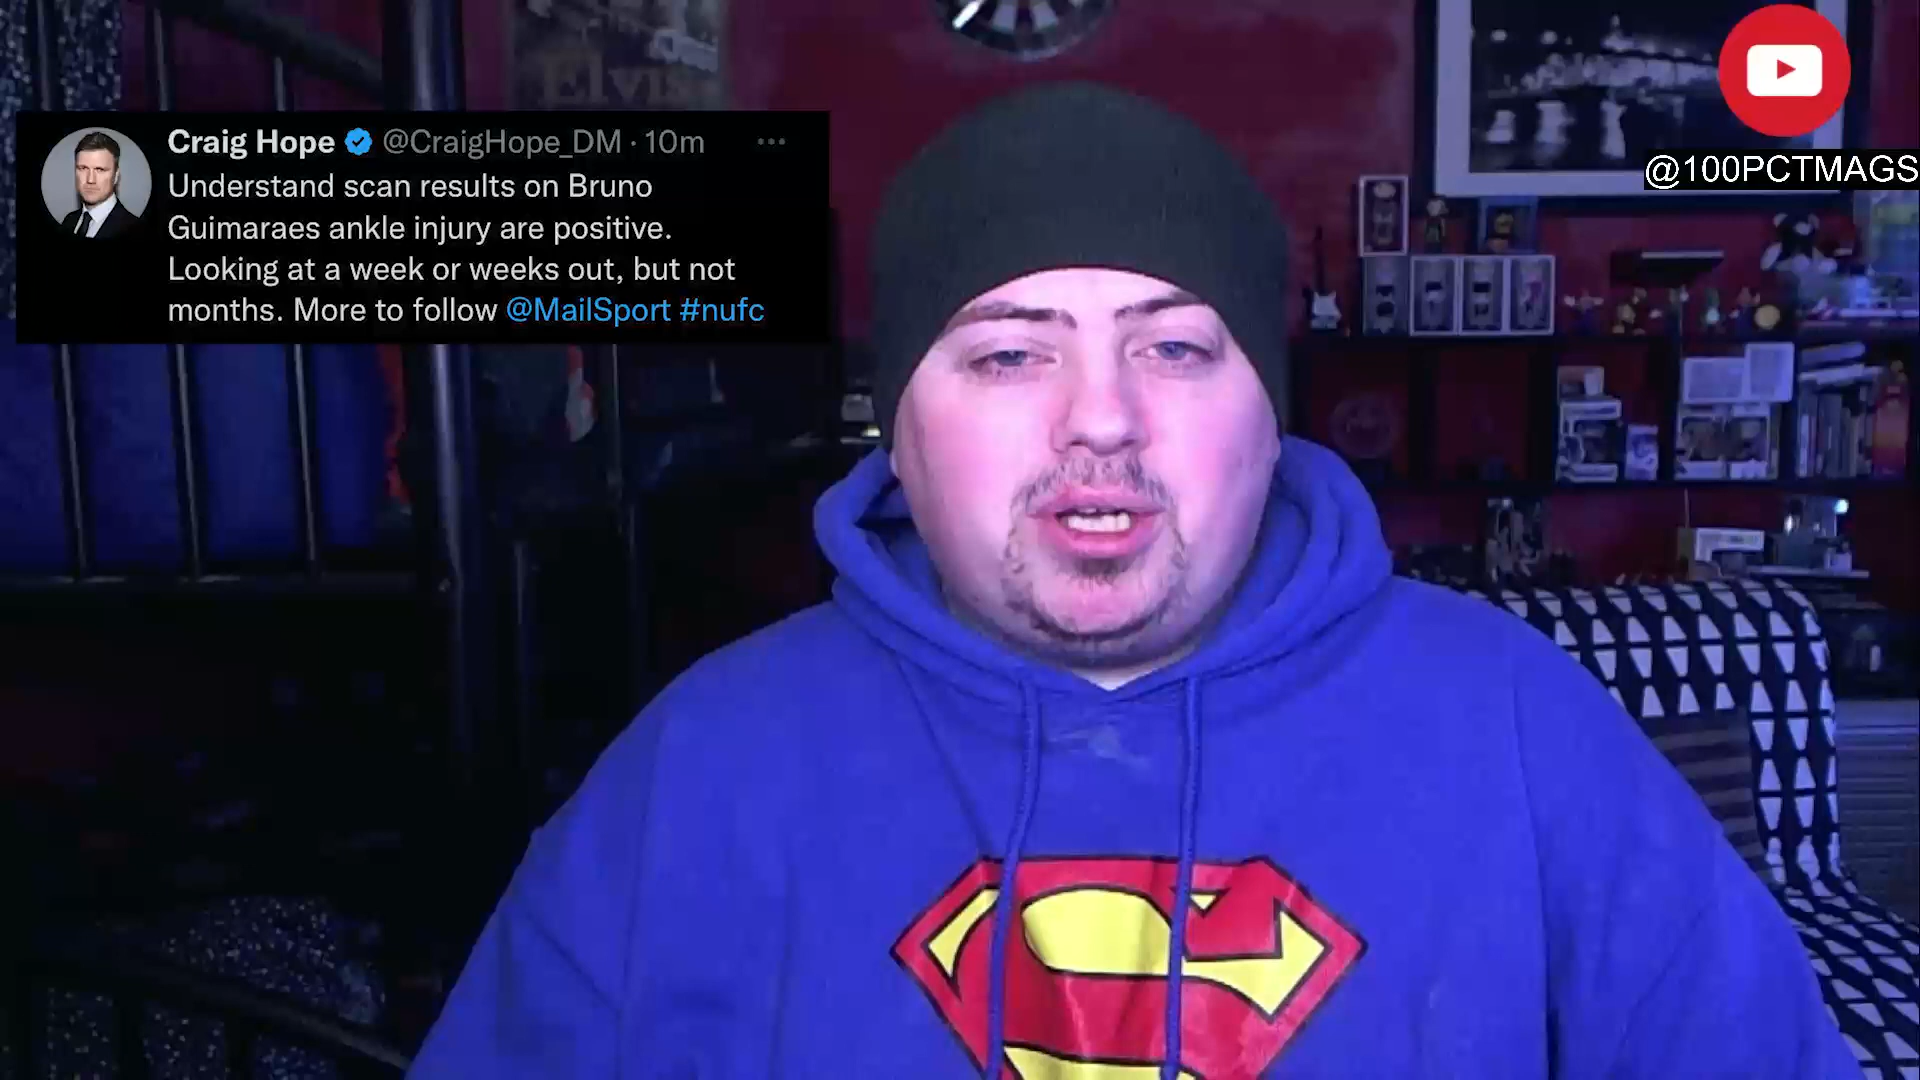 Elvis
Craig Hope @CraigHope_DM · 10m
Understand scan results on Bruno
Guimaraes ankle injury are positive.
Looking at a week or weeks out, but not
months. More to follow @MailSport #nufc
@100PCTMAGS